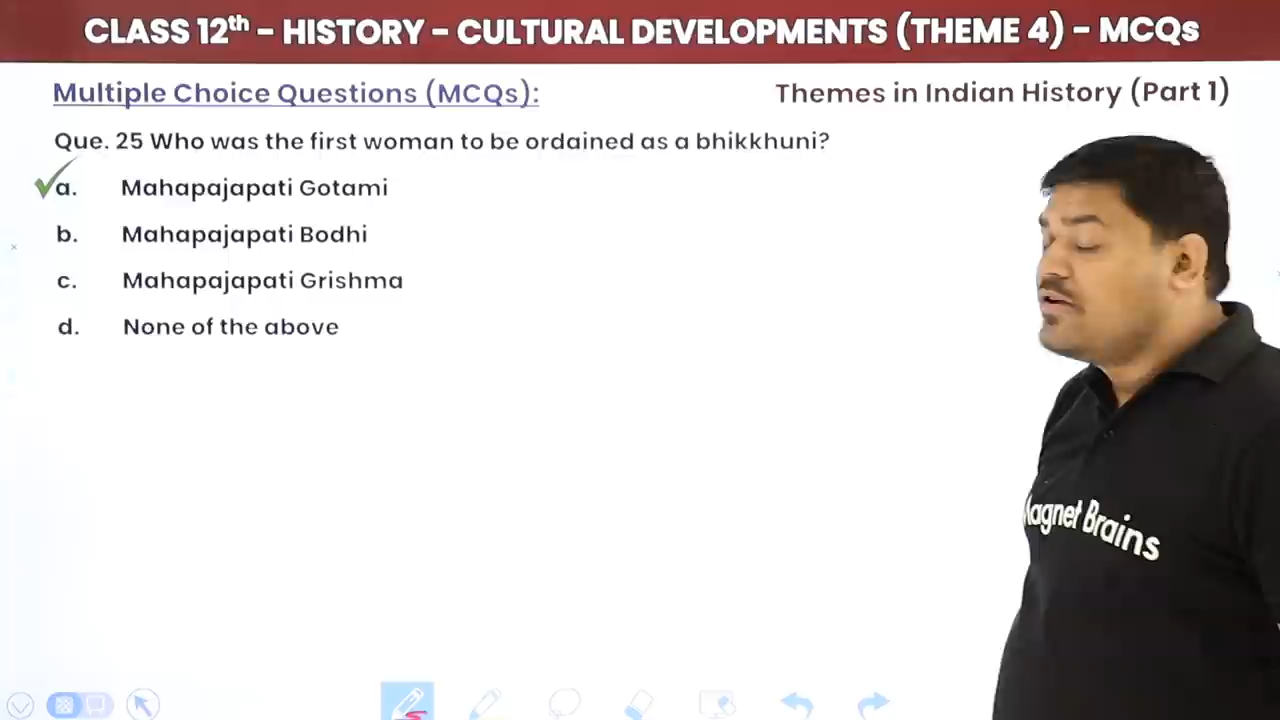 CLASS 12th – HISTORY – CULTURAL DEVELOPMENTS (THEME 4) – MCQs
Multiple Choice Questions (MCQs): Themes in Indian History (Part 1)
Que. 25 Who was the first woman to be ordained as a bhikkhuni?
a. Mahapajapati Gotami
b. Mahapajapati Bodhi
c. Mahapajapati Grishma
d. None of the above
Magnet Brains